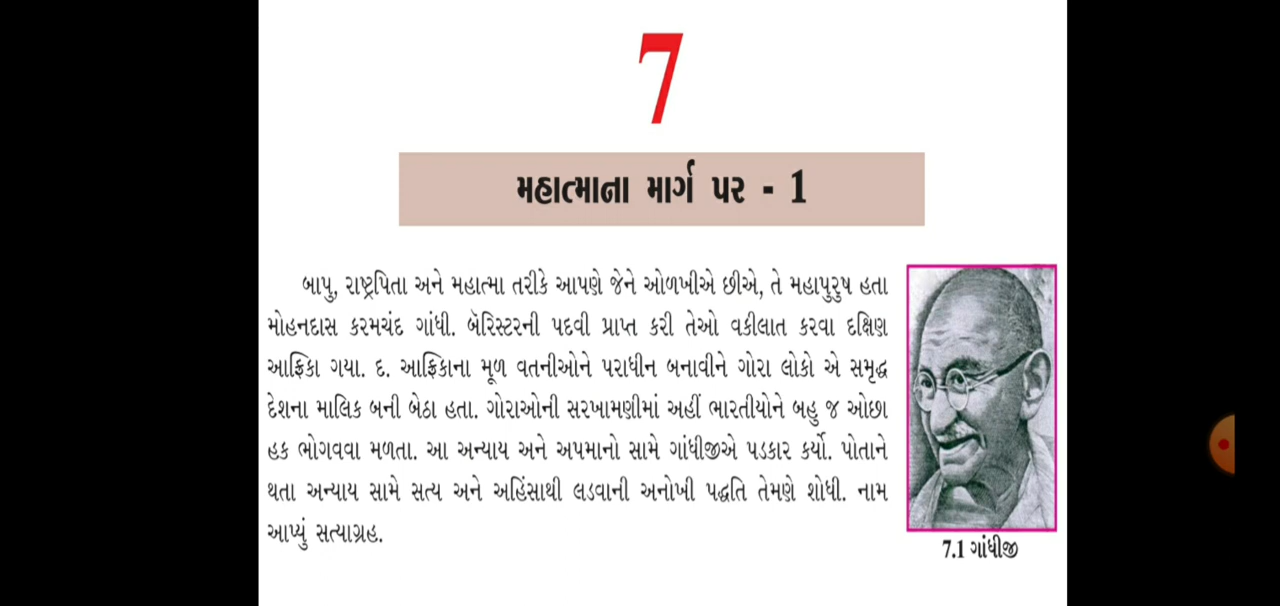 7
મહાત્માના માર્ગ પર - 1
બાપુ, રાષ્ટ્રપિતા અને મહાત્મા તરીકે આપણે જેને ઓળખીએ છીએ, તે મહાપુરુષ હતા
મોહનદાસ કરમચંદ ગાંધી. બૅરિસ્ટરની પદવી પ્રાપ્ત કરી તેઓ વકીલાત કરવા દક્ષિણ
આફ્રિકા ગયા. દ. આફ્રિકાના મૂળ વતનીઓને પરાધીન બનાવીને ગોરા લોકો એ સમૃદ્ધ
દેશના માલિક બની બેઠા હતા. ગોરાઓની સરખામણીમાં અહીં ભારતીયોને બહુ જ ઓછા
હક ભોગવવા મળતા. આ અન્યાય અને અપમાનો સામે ગાંધીજીએ પડકાર કર્યો. પોતાને
થતા અન્યાય સામે સત્ય અને અહિંસાથી લડવાની અનોખી પદ્ધતિ તેમણે શોધી. નામ
આપ્યું સત્યાગ્રહ.
7.1 ગાંધીજી